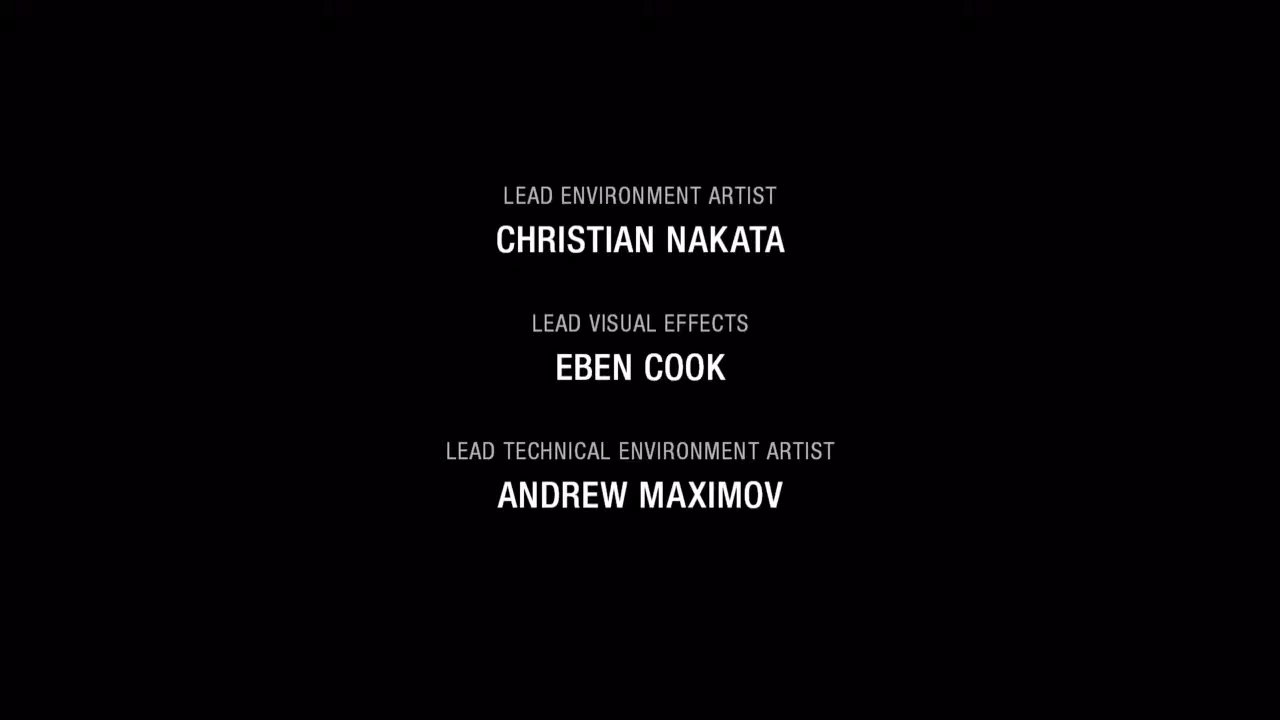 LEAD ENVIRONMENT ARTIST
CHRISTIAN NAKATA
LEAD VISUAL EFFECTS
EBEN COOK
LEAD TECHNICAL ENVIRONMENT ARTIST
ANDREW MAXIMOV